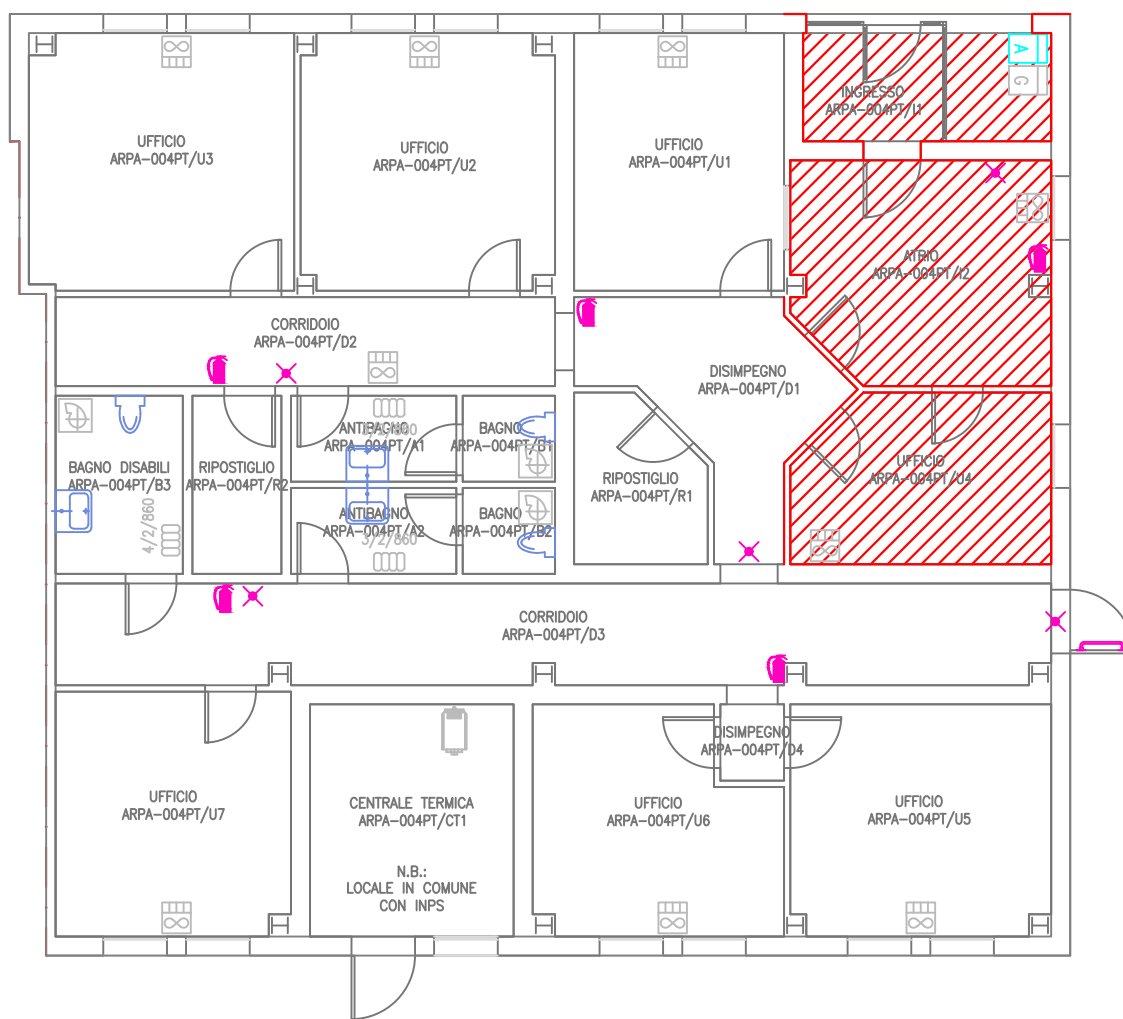 A
G
INGRESSO
ARPA-004PT/I1
UFFICIO
ARPA-004PT/U3
UFFICIO
ARPA-004PT/U2
UFFICIO
ARPA-004PT/U1
ATRIO
ARPA-004PT/I2
CORRIDOIO
ARPA-004PT/D2
DISIMPEGNO
ARPA-004PT/D1
ANTIBAGNO
ARPA-004PT/A1
BAGNO
ARPA-004PT/B1
BAGNO DISABILI
ARPA-004PT/B3
RIPOSTIGLIO
ARPA-004PT/R2
RIPOSTIGLIO
ARPA-004PT/R1
UFFICIO
ARPA-004PT/U4
4/2/860
ANTIBAGNO
ARPA-004PT/A2
3/2/860
BAGNO
ARPA-004PT/B2
CORRIDOIO
ARPA-004PT/D3
DISIMPEGNO
ARPA-004PT/D4
UFFICIO
ARPA-004PT/U7
CENTRALE TERMICA
ARPA-004PT/CT1
N.B.:
LOCALE IN COMUNE
CON INPS
UFFICIO
ARPA-004PT/U6
UFFICIO
ARPA-004PT/U5